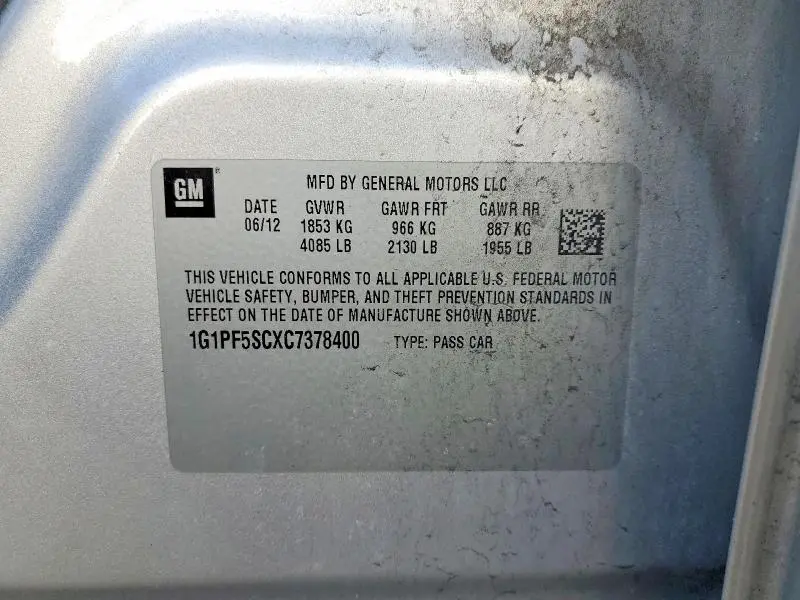 GM
MFD BY GENERAL MOTORS LLC
DATE GVWR GAWR FRT GAWR RR
06/12 1853 KG 966 KG 887 KG
4085 LB 2130 LB 1955 LB
THIS VEHICLE CONFORMS TO ALL APPLICABLE U.S. FEDERAL MOTOR
VEHICLE SAFETY, BUMPER, AND THEFT PREVENTION STANDARDS IN
EFFECT ON THE DATE OF MANUFACTURE SHOWN ABOVE.
1G1PF5SCXC7378400 TYPE: PASS CAR